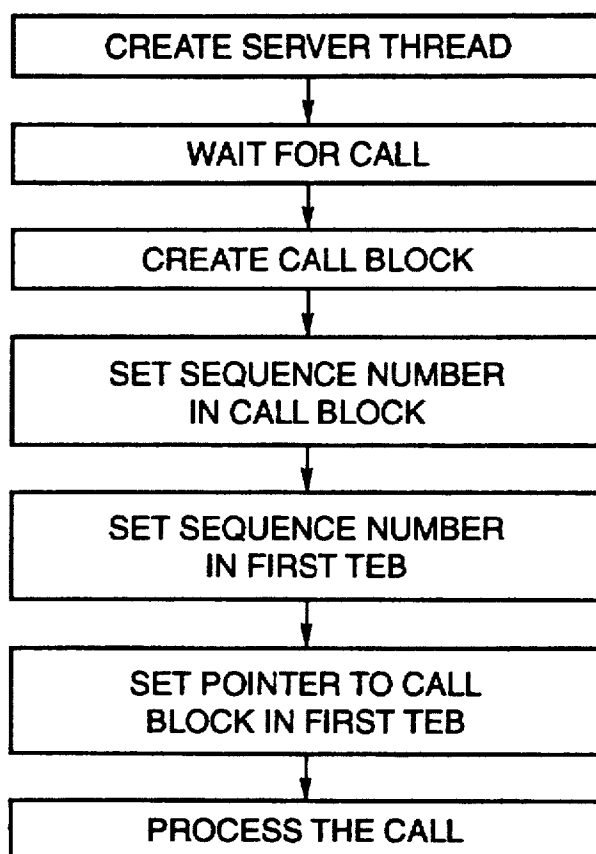 CREATE SERVER THREAD
WAIT FOR CALL
CREATE CALL BLOCK
SET SEQUENCE NUMBER
IN CALL BLOCK
SET SEQUENCE NUMBER
IN FIRST TEB
SET POINTER TO CALL
BLOCK IN FIRST TEB
PROCESS THE CALL